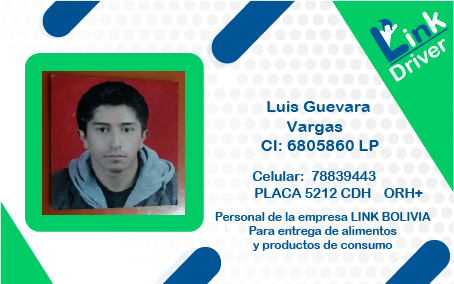 Link
Driver
Luis Guevara
Vargas
CI: 6805860 LP
Celular: 78839443
PLACA 5212 CDH ORH+
Personal de la empresa LINK BOLIVIA
Para entrega de alimentos
y productos de consumo